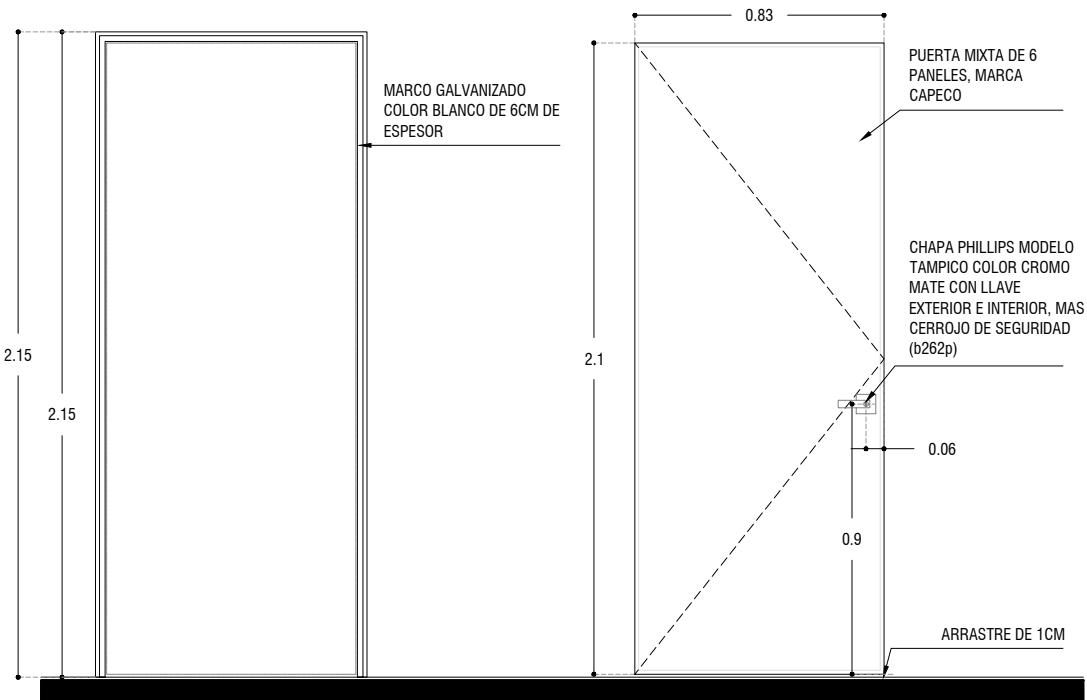 0.83
PUERTA MIXTA DE 6
PANELES, MARCA
CAPECO
MARCO GALVANIZADO
COLOR BLANCO DE 6CM DE
ESPESOR
CHAPA PHILLIPS MODELO
TAMPICO COLOR CROMO
MATE CON LLAVE
EXTERIOR E INTERIOR, MAS
CERROJO DE SEGURIDAD
(b262p)
2.15
2.1
2.15
0.06
0.9
ARRASTRE DE 1CM